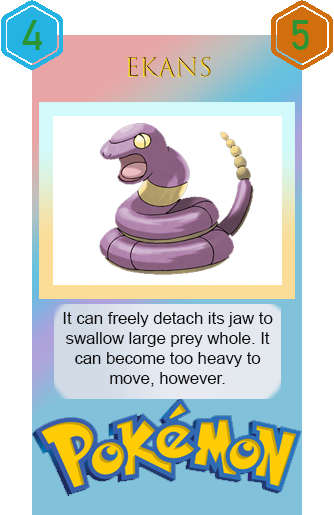 4
5
EKANS
It can freely detach its jaw to
swallow large prey whole. It
can become too heavy to
move, however.
POKéMON